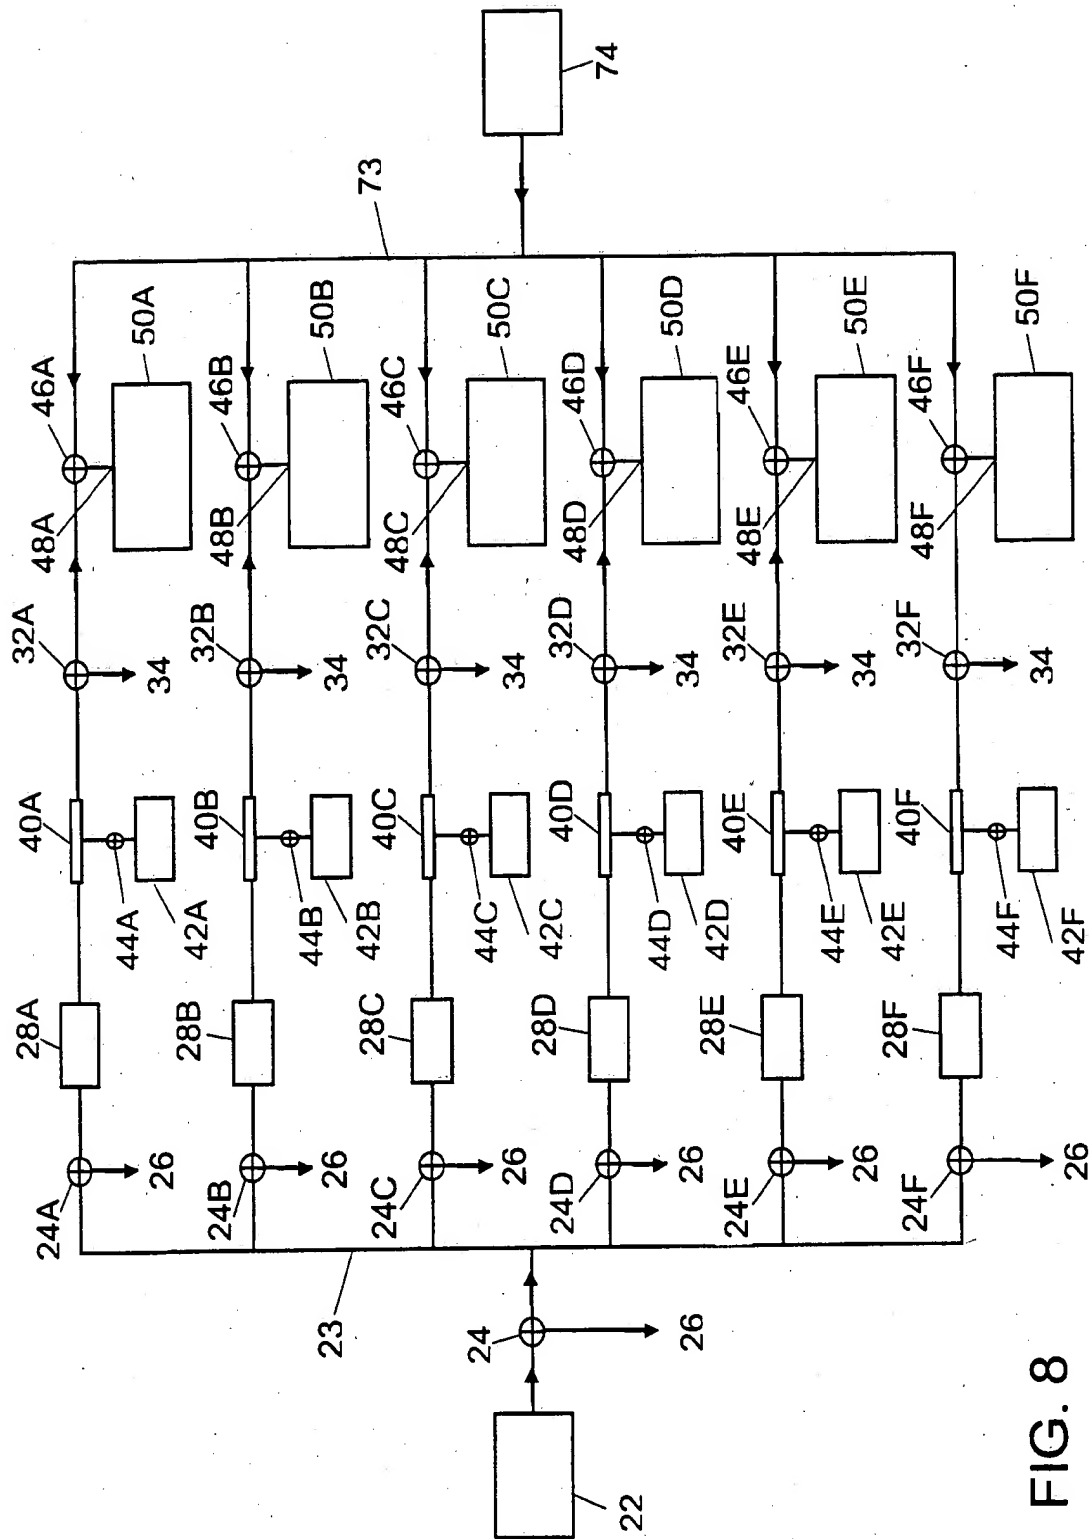 74
73
50A
50B
50C
50D
50E
50F
46A
46B
46C
46D
46E
46F
48A
48B
48C
48D
48E
48F
32A
32B
32C
32D
32E
32F
34
34
34
34
34
34
40A
40B
40C
40D
40E
40F
44A
44B
44C
44D
44E
44F
42A
42B
42C
42D
42E
42F
28A
28B
28C
28D
28E
28F
26
26
26
26
26
26
24A
24B
24C
24D
24E
24F
23
24
26
22
FIG. 8